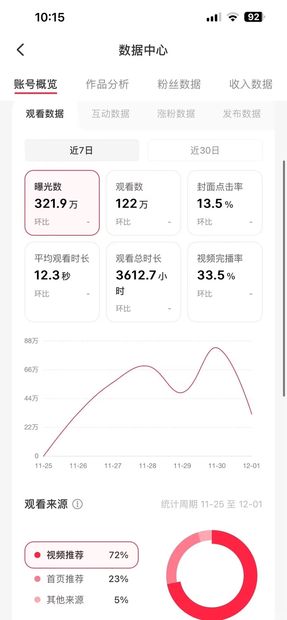 10:15
92
数据中心
账号概览 作品分析 粉丝数据 收入数据
观看数据 互动数据 涨粉数据 发布数据
近7日 近30日
曝光数 观看数 封面点击率
321.9 万 122 万 13.5 %
环比 - 环比 - 环比 -
平均观看时长 观看总时长 视频完播率
12.3 秒 3612.7 小时 33.5 %
环比 - 环比 - 环比 -
88万
66万
44万
22万
0
11-25 11-26 11-27 11-28 11-29 11-30 12-01
观看来源 统计周期 11-25 至 12-01
视频推荐 72%
首页推荐 23%
其他来源 5%